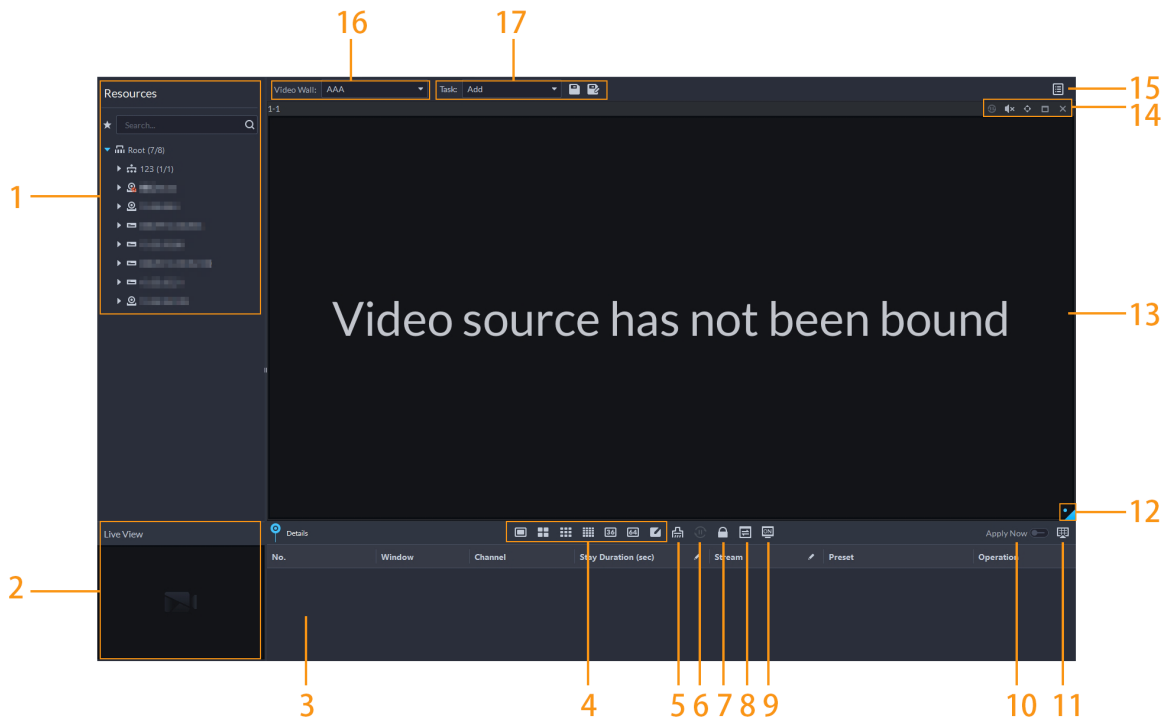 16
17
Resources
Video Wall:
AAA
Task:
Add
15
1-1
14
Search...
Root (7/8)
123 (1/1)
1
Video source has not been bound
13
12
Live View
Details
36
64
ON
Apply Now
No.
Window
Channel
Stay Duration (sec)
Stream
Preset
Operation
2
3
4
5
6
7
8
9
10
11